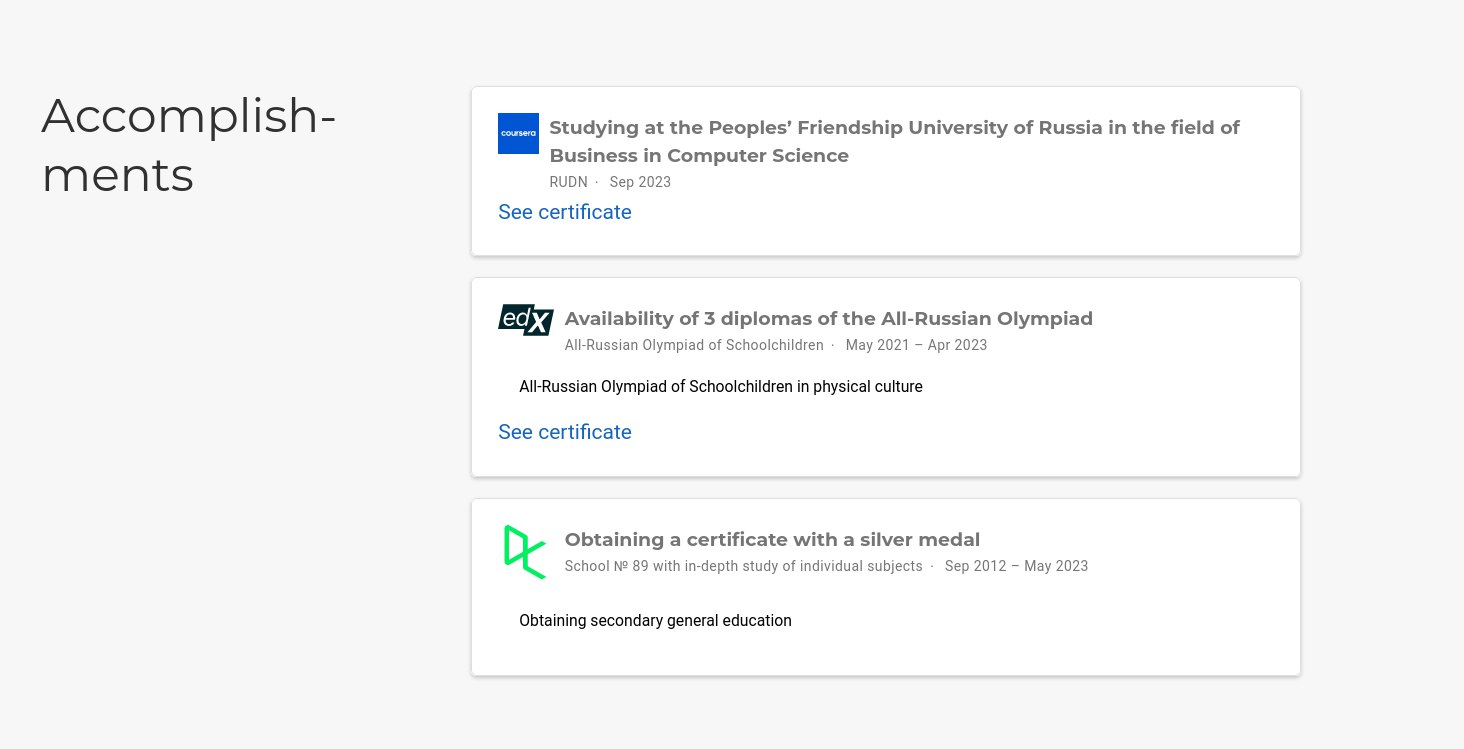 Accomplish-
ments
coursera
Studying at the Peoples’ Friendship University of Russia in the field of
Business in Computer Science
RUDN · Sep 2023
See certificate
edX
Availability of 3 diplomas of the All-Russian Olympiad
All-Russian Olympiad of Schoolchildren · May 2021 – Apr 2023
All-Russian Olympiad of Schoolchildren in physical culture
See certificate
Obtaining a certificate with a silver medal
School № 89 with in-depth study of individual subjects · Sep 2012 – May 2023
Obtaining secondary general education